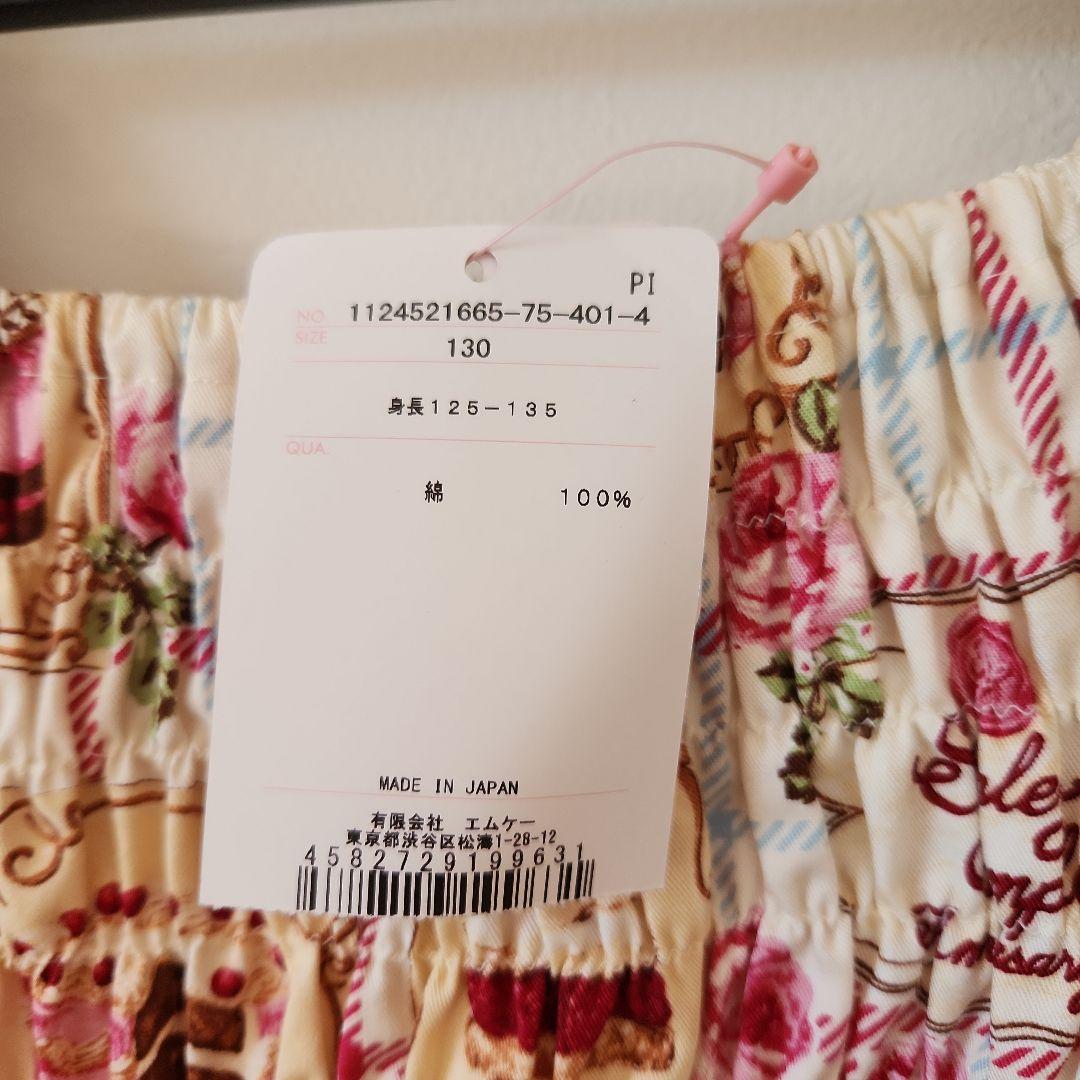 PI
NO. 1124521665-75-401-4
SIZE 130
身長125-135
QUA.
綿 100%
MADE IN JAPAN
有限会社 エムケー
東京都渋谷区松濤1-28-12
4582729199631